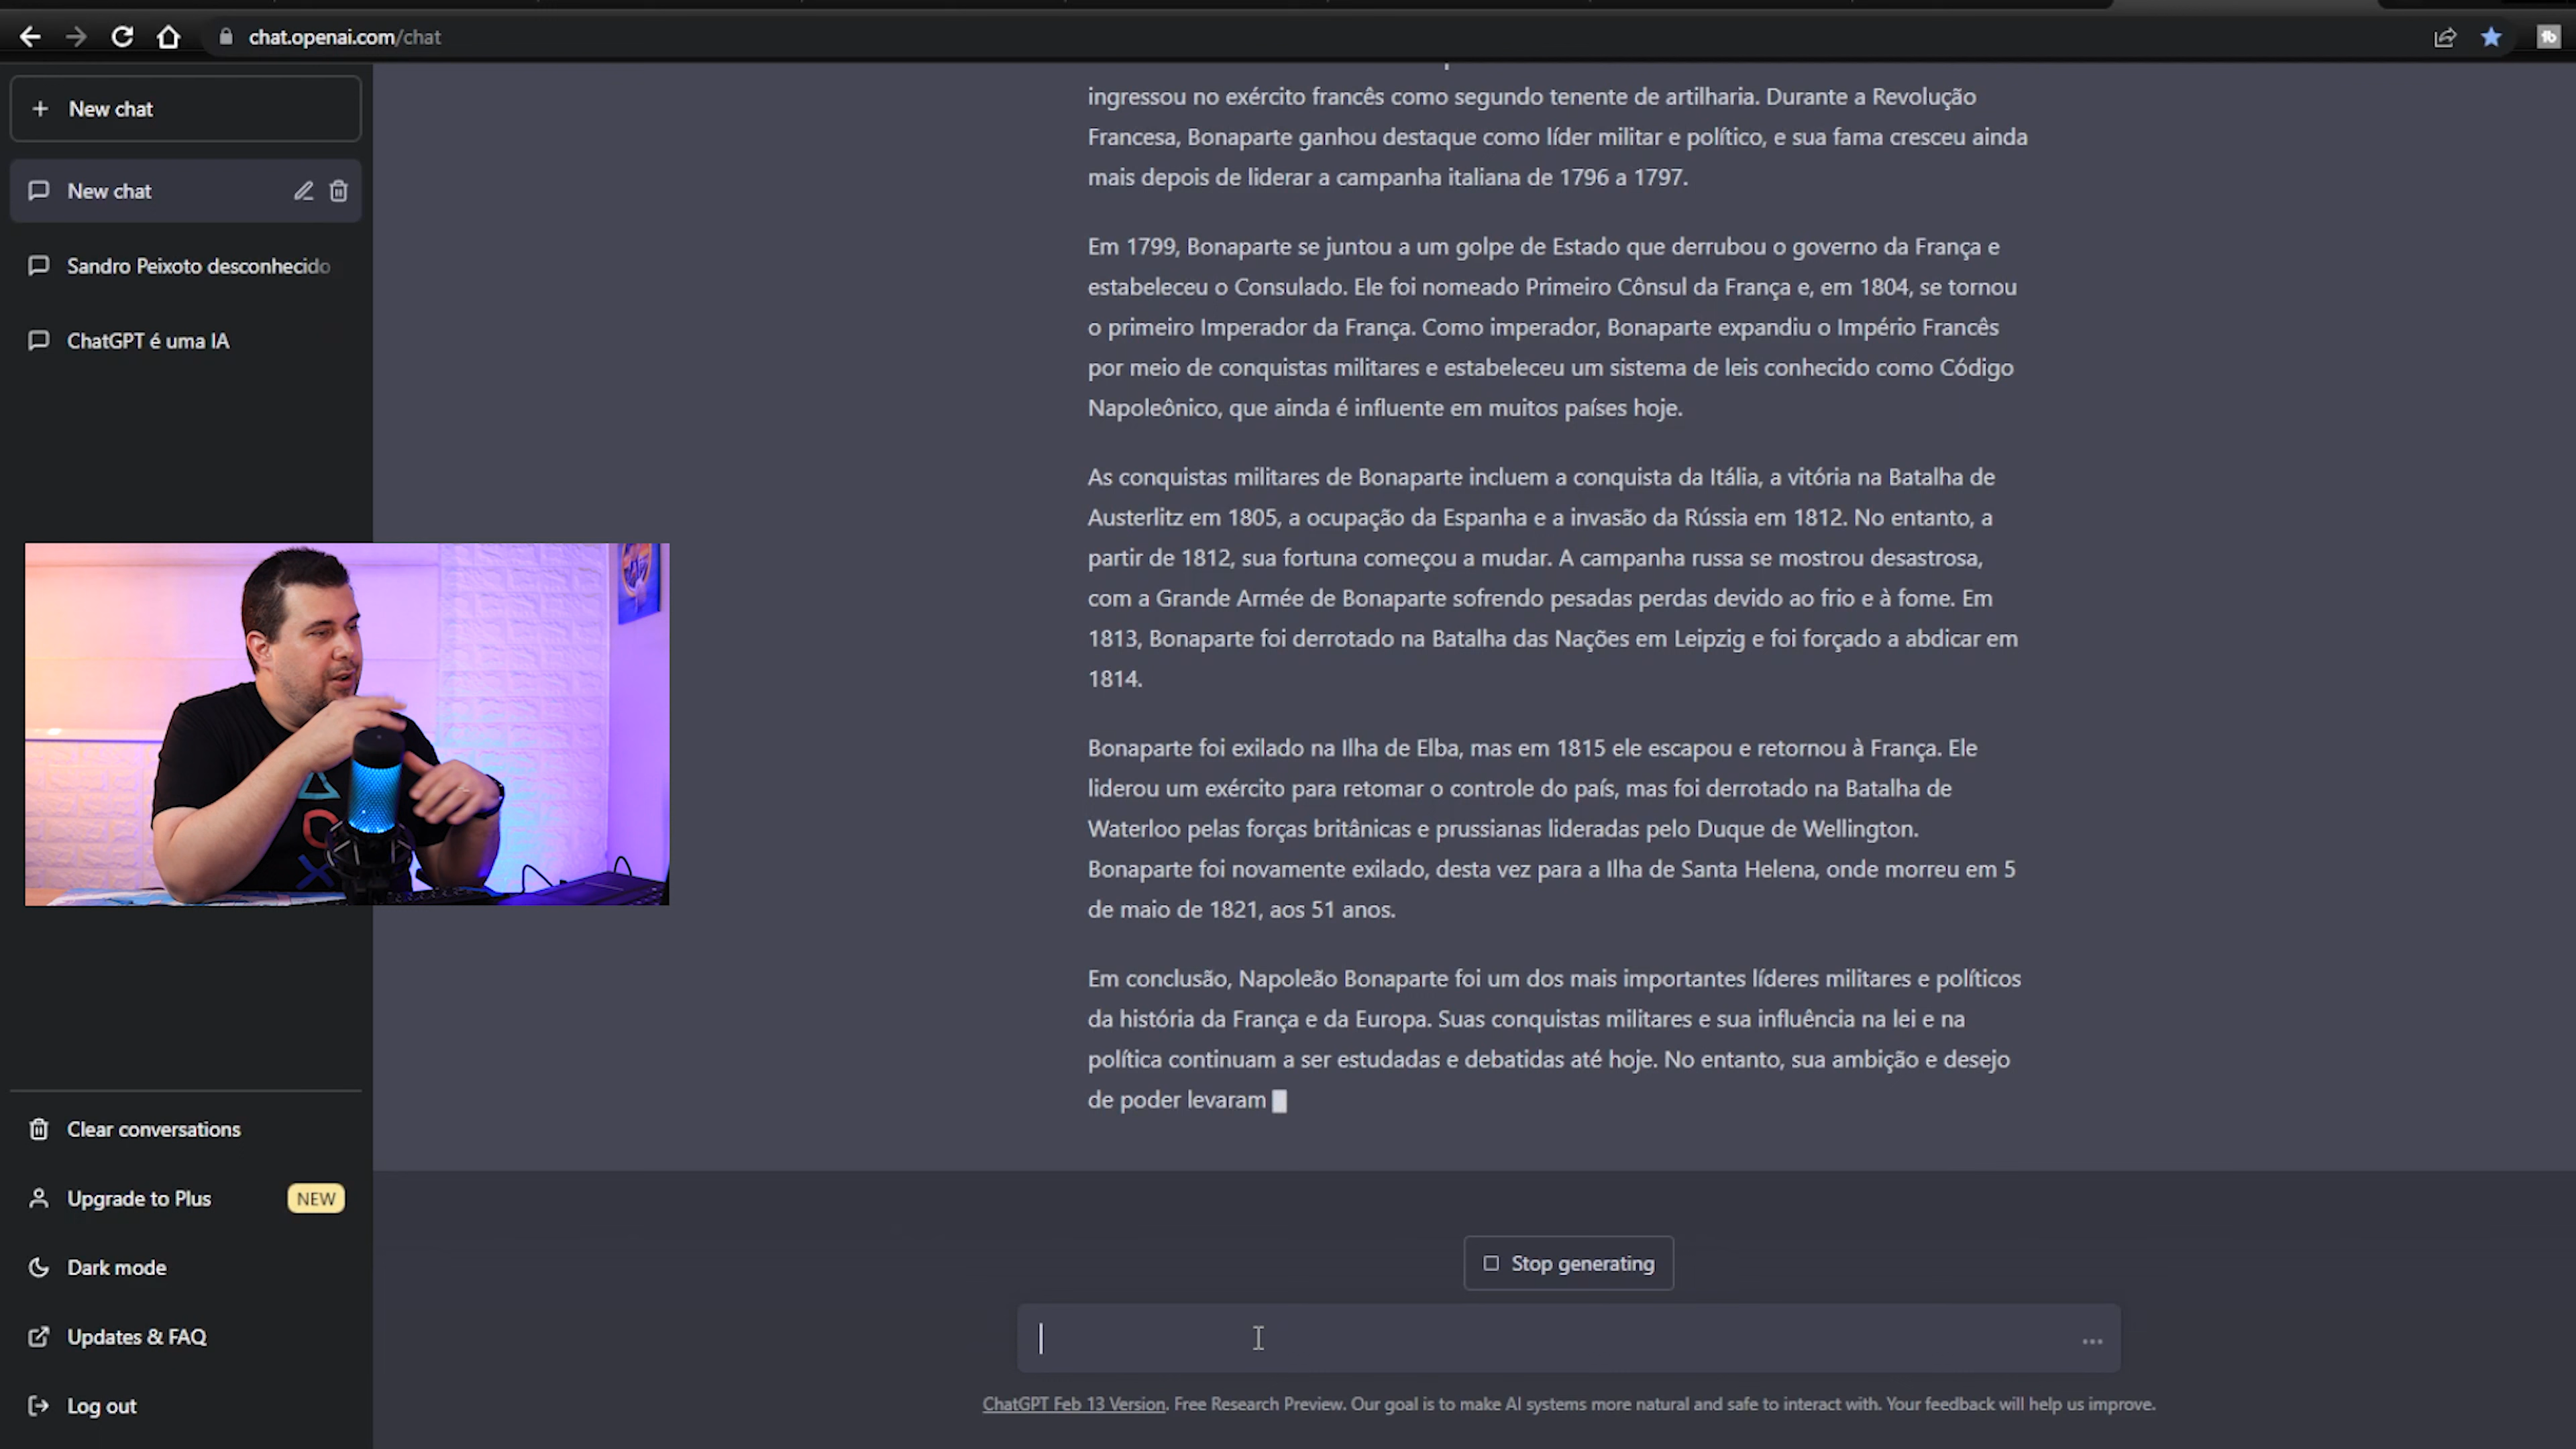 chat.openai.com/chat
New chat
New chat
Sandro Peixoto desconhecido
ChatGPT é uma IA
ingressou no exército francês como segundo tenente de artilharia. Durante a Revolução
Francesa, Bonaparte ganhou destaque como líder militar e político, e sua fama cresceu ainda
mais depois de liderar a campanha italiana de 1796 a 1797.
Em 1799, Bonaparte se juntou a um golpe de Estado que derrubou o governo da França e
estabeleceu o Consulado. Ele foi nomeado Primeiro Cônsul da França e, em 1804, se tornou
o primeiro Imperador da França. Como imperador, Bonaparte expandiu o Império Francês
por meio de conquistas militares e estabeleceu um sistema de leis conhecido como Código
Napoleônico, que ainda é influente em muitos países hoje.
As conquistas militares de Bonaparte incluem a conquista da Itália, a vitória na Batalha de
Austerlitz em 1805, a ocupação da Espanha e a invasão da Rússia em 1812. No entanto, a
partir de 1812, sua fortuna começou a mudar. A campanha russa se mostrou desastrosa,
com a Grande Armée de Bonaparte sofrendo pesadas perdas devido ao frio e à fome. Em
1813, Bonaparte foi derrotado na Batalha das Nações em Leipzig e foi forçado a abdicar em
1814.
Bonaparte foi exilado na Ilha de Elba, mas em 1815 ele escapou e retornou à França. Ele
liderou um exército para retomar o controle do país, mas foi derrotado na Batalha de
Waterloo pelas forças britânicas e prussianas lideradas pelo Duque de Wellington.
Bonaparte foi novamente exilado, desta vez para a Ilha de Santa Helena, onde morreu em 5
de maio de 1821, aos 51 anos.
Em conclusão, Napoleão Bonaparte foi um dos mais importantes líderes militares e políticos
da história da França e da Europa. Suas conquistas militares e sua influência na lei e na
política continuam a ser estudadas e debatidas até hoje. No entanto, sua ambição e desejo
de poder levaram
Clear conversations
Upgrade to Plus NEW
Dark mode
Updates & FAQ
Log out
Stop generating
ChatGPT Feb 13 Version. Free Research Preview. Our goal is to make AI systems more natural and safe to interact with. Your feedback will help us improve.